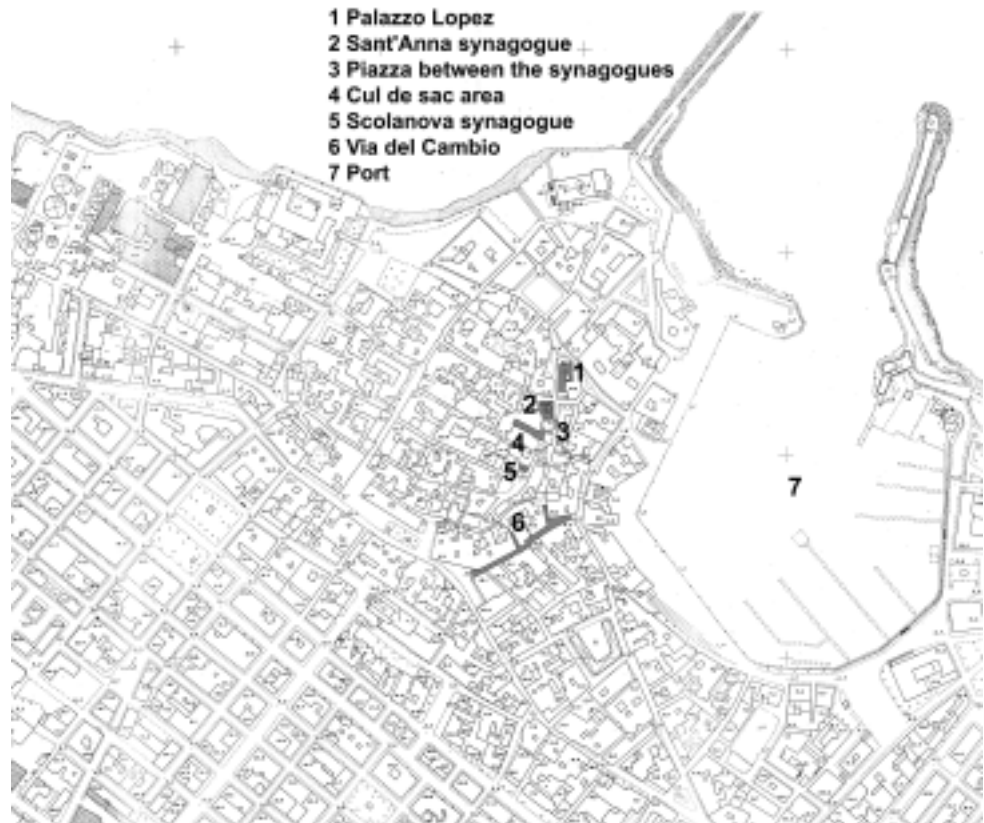 1 Palazzo Lopez
2 Sant'Anna synagogue
3 Piazza between the synagogues
4 Cul de sac area
5 Scolanova synagogue
6 Via del Cambio
7 Port
1
2
3
4
5
6
7